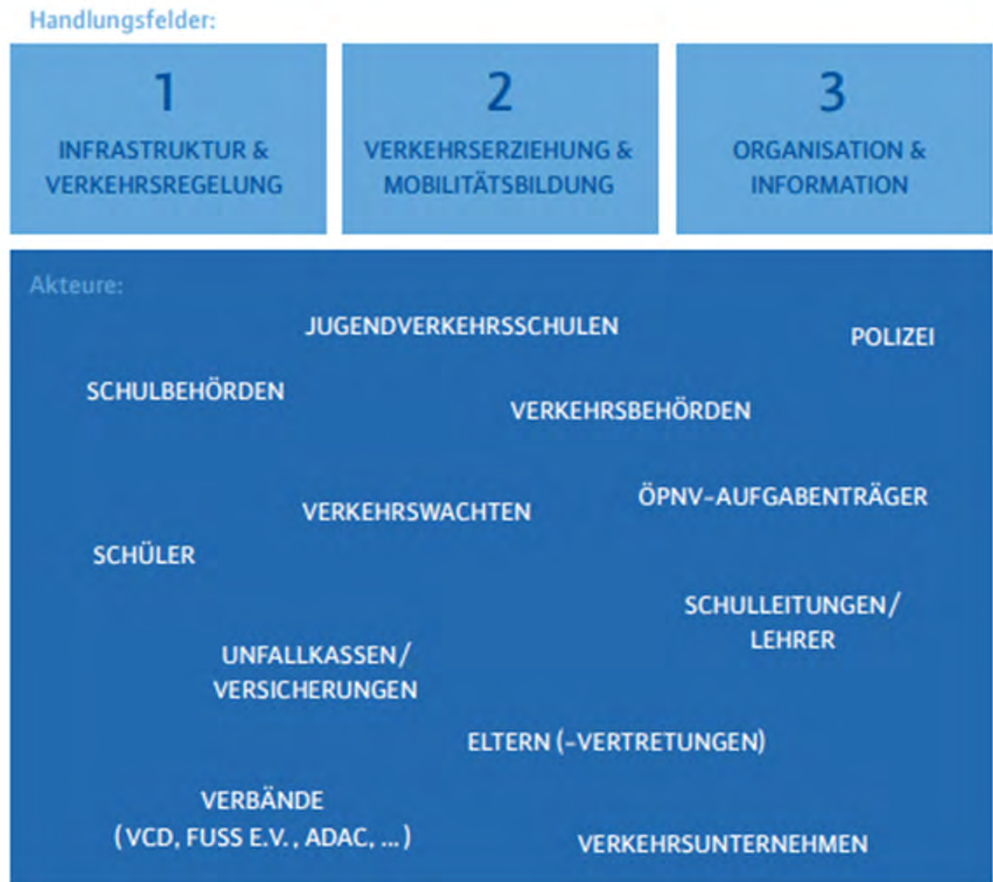 Handlungsfelder:
1
INFRASTRUKTUR &
VERKEHRSREGELUNG
2
VERKEHRSERZIEHUNG &
MOBILITÄTSBILDUNG
3
ORGANISATION &
INFORMATION
Akteure:
JUGENDVERKEHRSSCHULEN
POLIZEI
SCHULBEHÖRDEN
VERKEHRSBEHÖRDEN
ÖPNV-AUFGABENTRÄGER
VERKEHRSWACHTEN
SCHÜLER
SCHULLEITUNGEN/
LEHRER
UNFALLKASSEN/
VERSICHERUNGEN
ELTERN (-VERTRETUNGEN)
VERBÄNDE
(VCD, FUSS E.V., ADAC, ...)
VERKEHRSUNTERNEHMEN